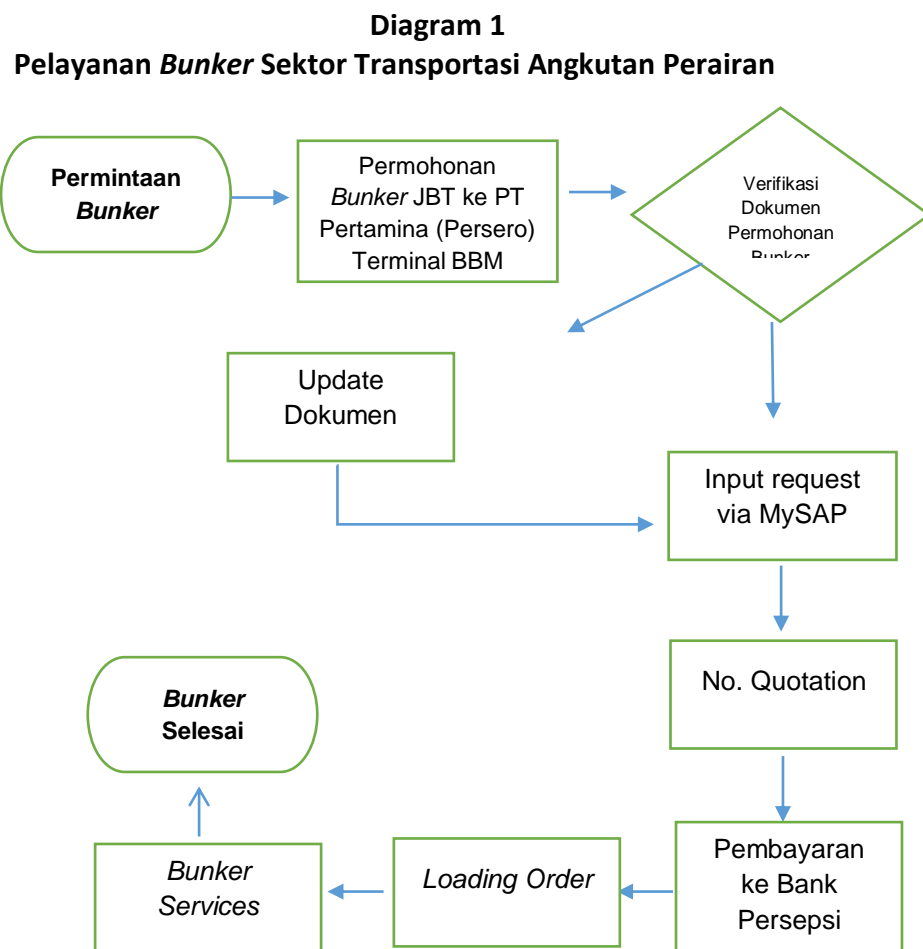 Diagram 1
Pelayanan Bunker Sektor Transportasi Angkutan Perairan
Permintaan
Bunker
Permohonan
Bunker JBT ke PT
Pertamina (Persero)
Terminal BBM
Verifikasi
Dokumen
Permohonan
Bunker
Update
Dokumen
Input request
via MySAP
No. Quotation
Bunker
Selesai
Pembayaran
ke Bank
Persepsi
Loading Order
Bunker
Services